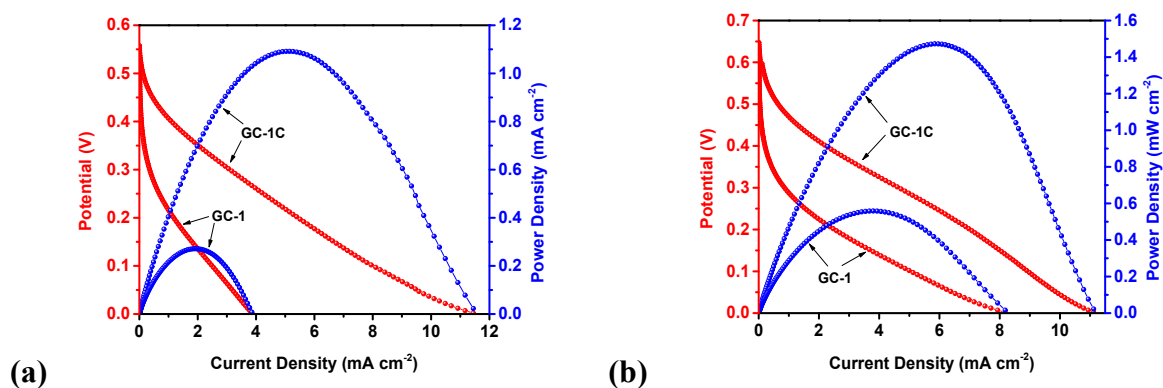 0.6
0.5
0.4
0.3
0.2
0.1
0.0
Potential (V)
0 2 4 6 8 10 12
Current Density (mA cm-2)
1.2
1.0
0.8
0.6
0.4
0.2
0.0
Power Density (mA cm-2)
GC-1C
GC-1
(a)
0.7
0.6
0.5
0.4
0.3
0.2
0.1
0.0
Potential (V)
0 2 4 6 8 10
Current Density (mA cm-2)
1.6
1.4
1.2
1.0
0.8
0.6
0.4
0.2
0.0
Power Density (mW cm-2)
GC-1C
GC-1
(b)